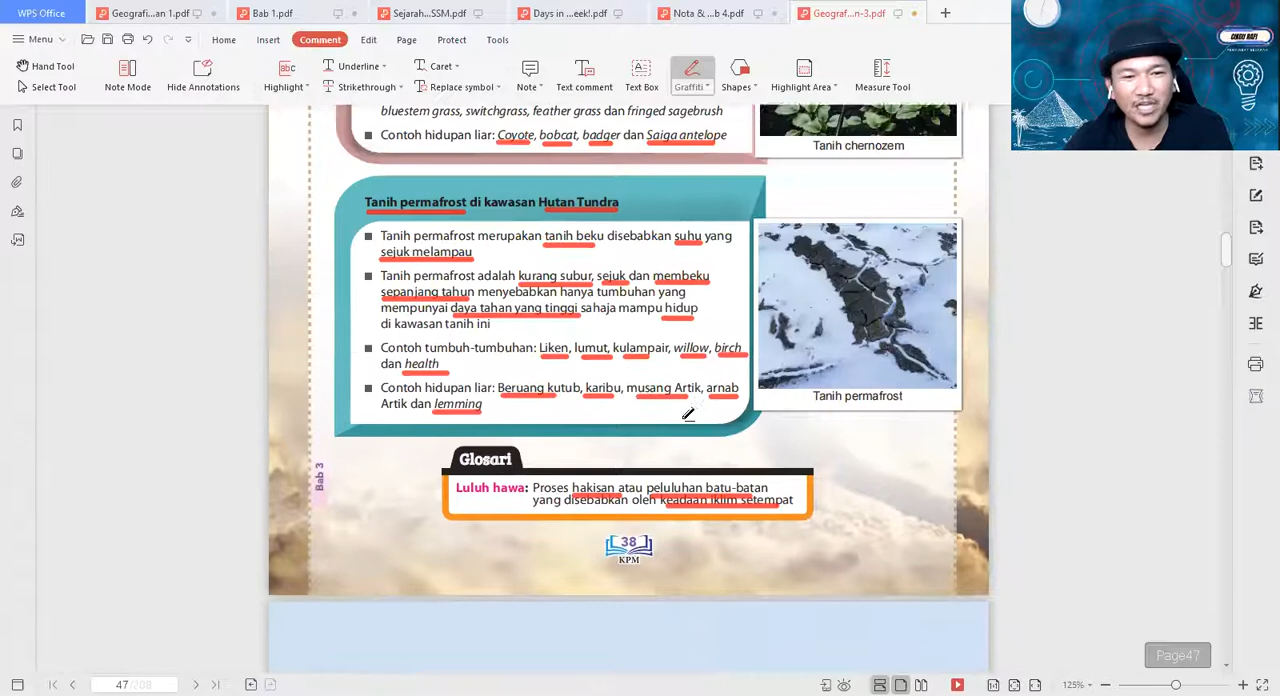 WPS Office
Geografi...an 1.pdf
Bab 1.pdf
Sejarah...SSM.pdf
Days in ...eek!.pdf
Nota & ...b 4.pdf
Geograf...n-3.pdf
Menu
Home
Insert
Comment
Edit
Page
Protect
Tools
Hand Tool
Select Tool
Note Mode
Hide Annotations
Highlight
Underline
Strikethrough
Caret
Replace symbol
Note
Text comment
Text Box
Graffiti
Shapes
Highlight Area
Measure Tool
bluestem grass, switchgrass, feather grass dan fringed sagebrush
Contoh hidupan liar: Coyote, bobcat, badger dan Saiga antelope
Tanih chernozem
Tanih permafrost di kawasan Hutan Tundra
Tanih permafrost merupakan tanih beku disebabkan suhu yang
sejuk melampau
Tanih permafrost adalah kurang subur, sejuk dan membeku
sepanjang tahun menyebabkan hanya tumbuhan yang
mempunyai daya tahan yang tinggi sahaja mampu hidup
di kawasan tanih ini
Contoh tumbuh-tumbuhan: Liken, lumut, kulampair, willow, birch
dan health
Contoh hidupan liar: Beruang kutub, karibu, musang Artik, arnab
Artik dan lemming
Tanih permafrost
Glosari
Luluh hawa: Proses hakisan atau peluluhan batu-batan
yang disebabkan oleh keadaan iklim setempat
Bab 3
38
KPM
Page47
47/208
125%